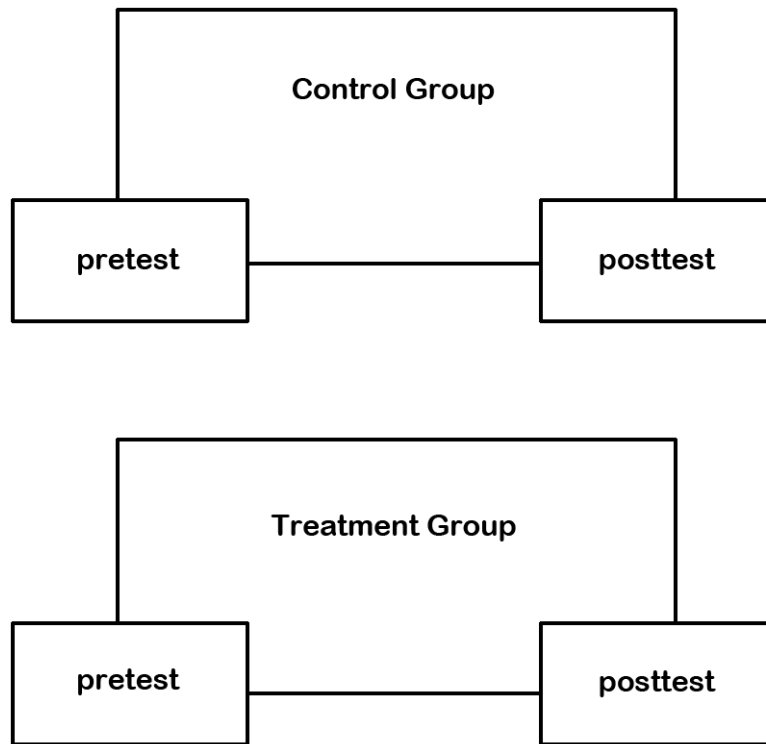 Control Group
pretest
posttest
Treatment Group
pretest
posttest